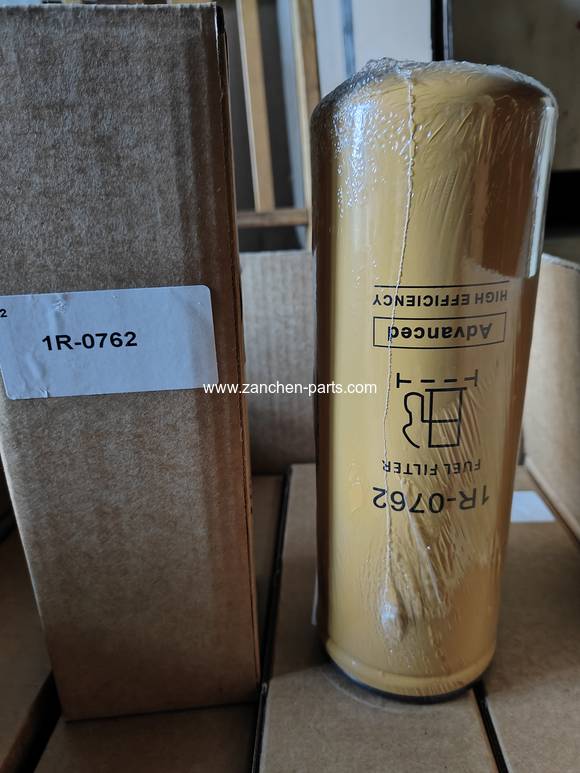 2
1R-0762
www.zanchen-parts.com
1R-0762
FUEL FILTER
Advanced
HIGH EFFICIENCY